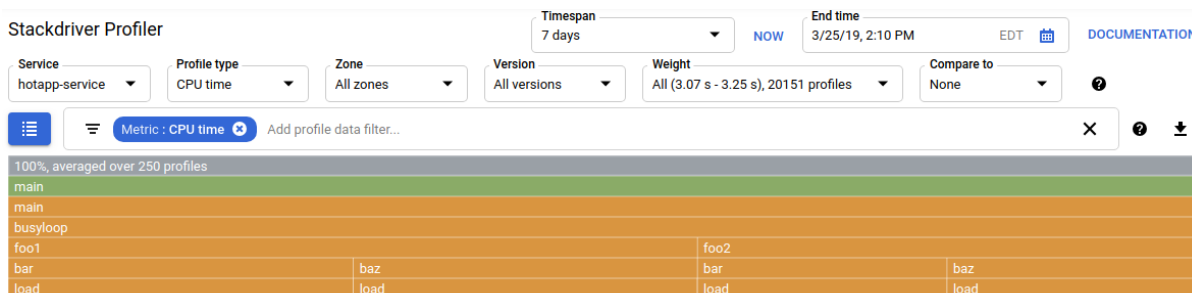 Stackdriver Profiler
Timespan
7 days
NOW
End time
3/25/19, 2:10 PM EDT
DOCUMENTATION
Service
hotapp-service
Profile type
CPU time
Zone
All zones
Version
All versions
Weight
All (3.07 s - 3.25 s), 20151 profiles
Compare to
None
Metric : CPU time
Add profile data filter...
100%, averaged over 250 profiles
main
main
busyloop
foo1 foo2
bar baz bar baz
load load load load